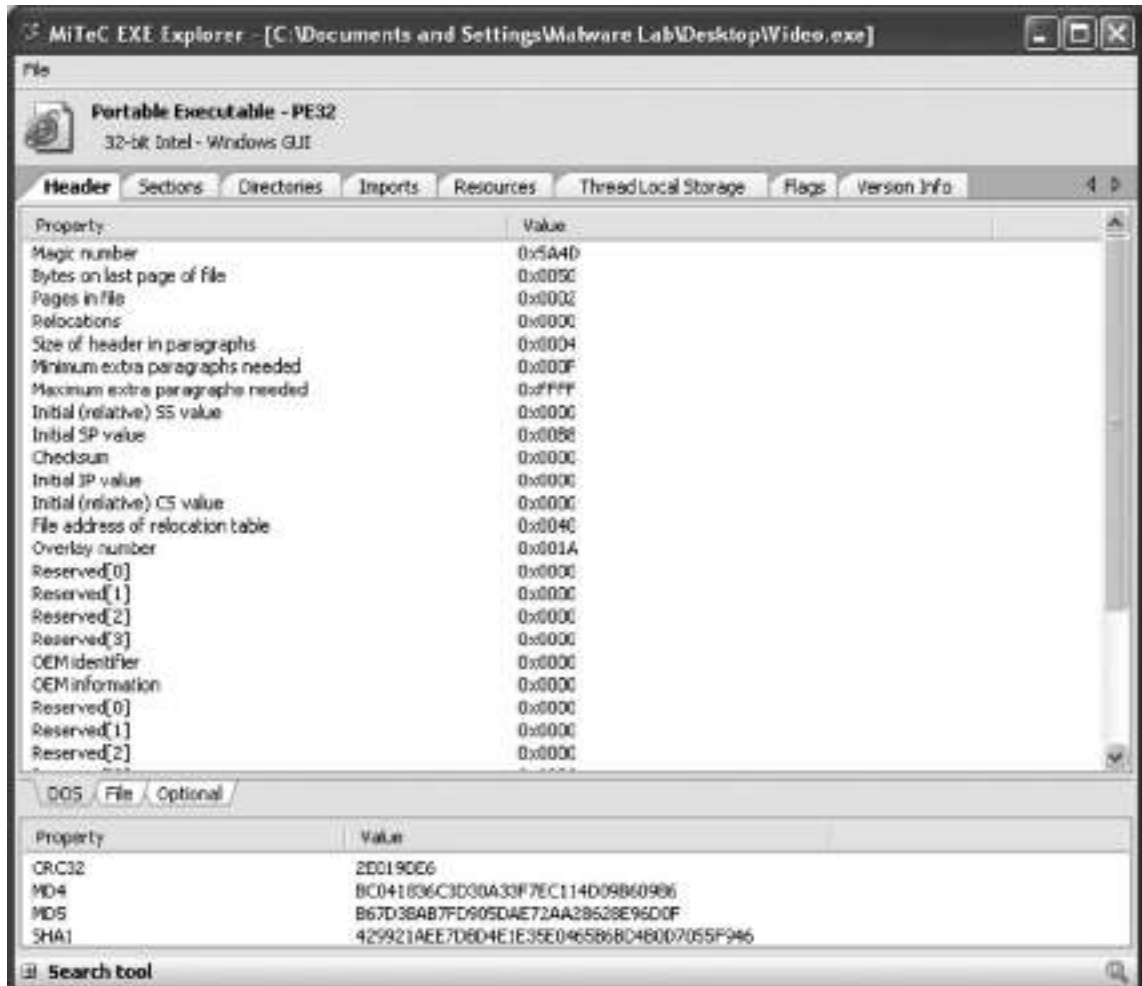 MiTeC EXE Explorer - [C:\Documents and Settings\Malware Lab\Desktop\Video.exe]
File
Portable Executable - PE32
32-bit Intel - Windows GUI
Header Sections Directories Imports Resources Thread Local Storage Flags Version Info
Property Value
Magic number 0x5A4D
Bytes on last page of file 0x0050
Pages in file 0x0002
Relocations 0x0000
Size of header in paragraphs 0x0004
Minimum extra paragraphs needed 0x000F
Maximum extra paragraphs needed 0xFFFF
Initial (relative) SS value 0x0000
Initial SP value 0x00B8
Checksum 0x0000
Initial IP value 0x0000
Initial (relative) CS value 0x0000
File address of relocation table 0x0040
Overlay number 0x001A
Reserved[0] 0x0000
Reserved[1] 0x0000
Reserved[2] 0x0000
Reserved[3] 0x0000
OEM identifier 0x0000
OEM information 0x0000
Reserved[0] 0x0000
Reserved[1] 0x0000
Reserved[2] 0x0000
DOS File Optional
Property Value
CRC32
MD4
MD5
SHA1
Search tool